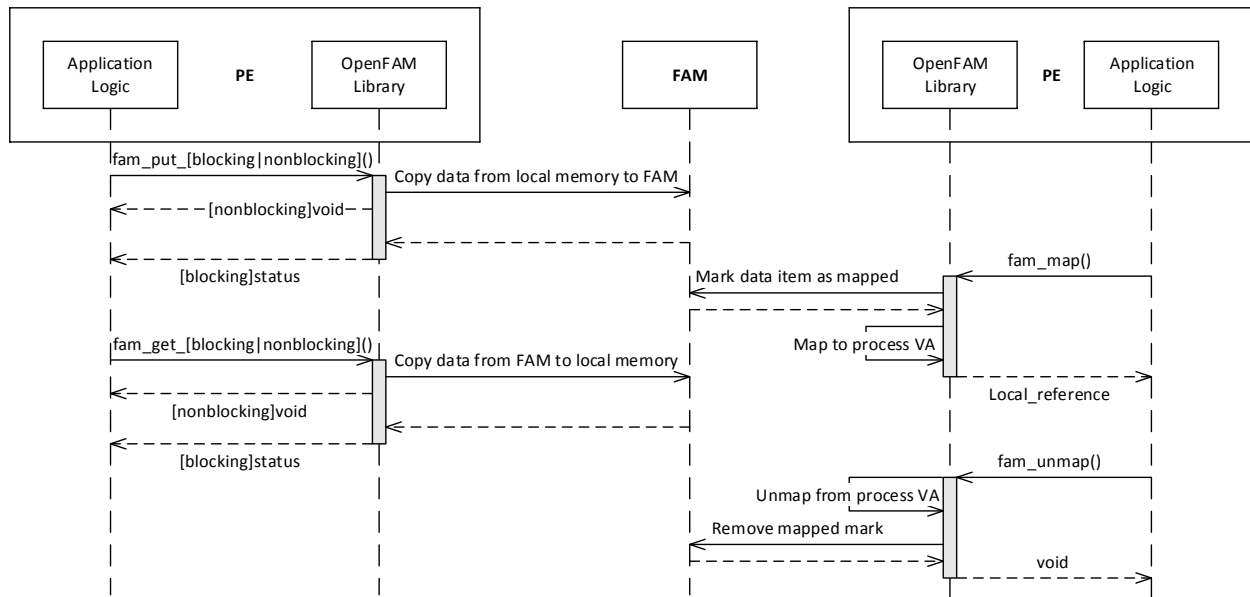 Application
Logic
PE
OpenFAM
Library
FAM
OpenFAM
Library
PE
Application
Logic
fam_put_[blocking|nonblocking]()
Copy data from local memory to FAM
[nonblocking]void
[blocking]status
fam_map()
Mark data item as mapped
Map to process VA
Local_reference
fam_get_[blocking|nonblocking]()
Copy data from FAM to local memory
[nonblocking]void
[blocking]status
fam_unmap()
Unmap from process VA
Remove mapped mark
void